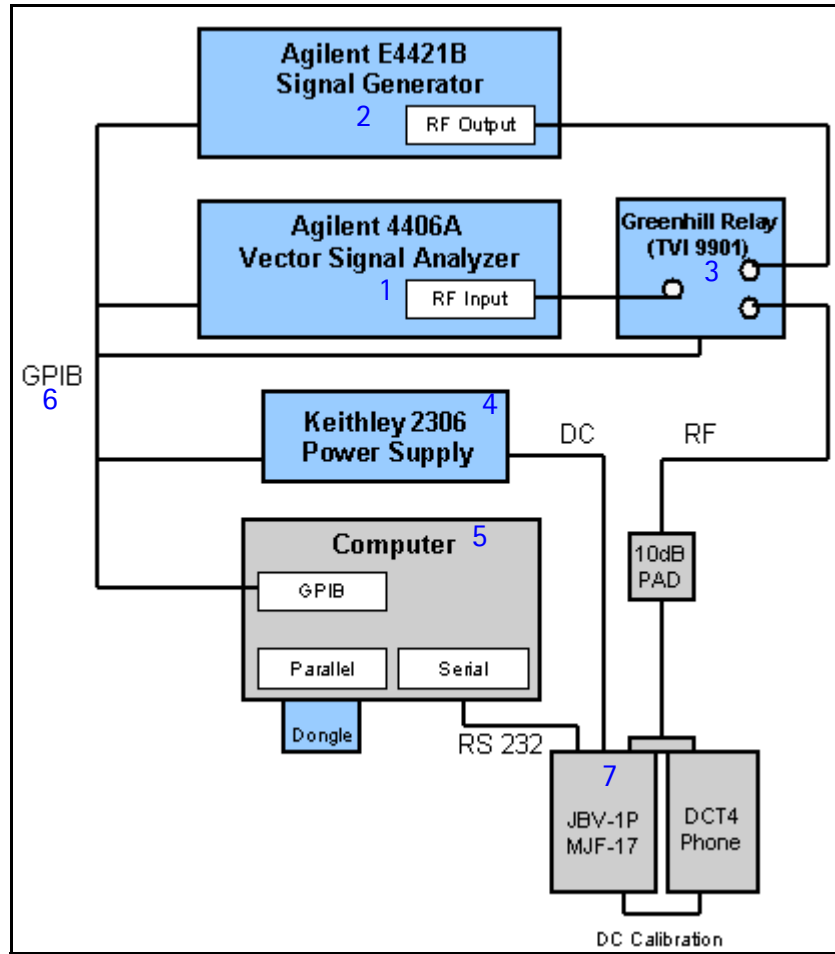 Agilent E4421B
Signal Generator
2
RF Output
Agilent 4406A
Vector Signal Analyzer
1
RF Input
Greenhill Relay
(TVI 9901)
3
GPIB
6
Keithley 2306
Power Supply
4
DC
RF
Computer
5
GPIB
Parallel
Serial
Dongle
RS 232
10dB
PAD
7
JBV-1P
MJF-17
DCT4
Phone
DC Calibration